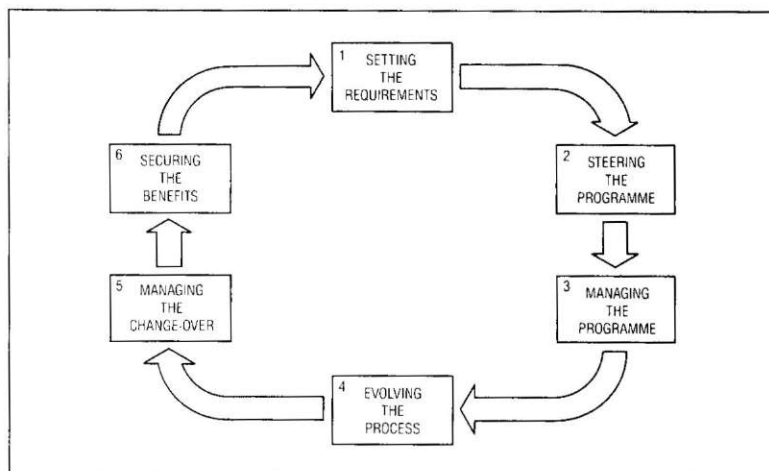 1
SETTING
THE
REQUIREMENTS
2
STEERING
THE
PROGRAMME
3
MANAGING
THE
PROGRAMME
4
EVOLVING
THE
PROCESS
5
MANAGING
THE
CHANGE-OVER
6
SECURING
THE
BENEFITS